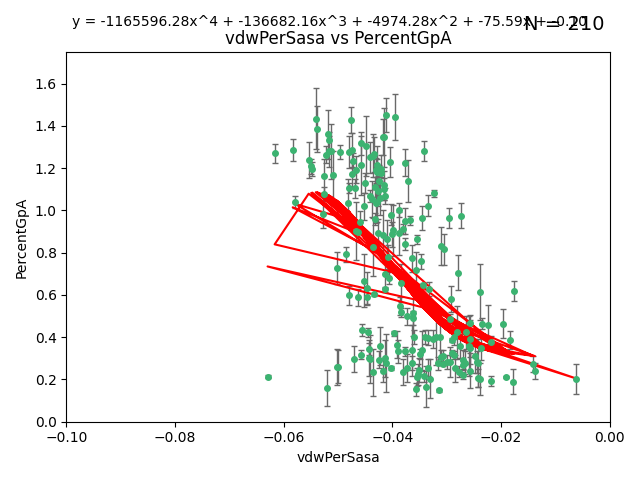 y = -1165596.28x^4 + -136682.16x^3 + -4974.28x^2 + -75.59x + -0.10
N = 210
vdwPerSasa vs PercentGpA
PercentGpA
1.6
1.4
1.2
1.0
0.8
0.6
0.4
0.2
0.0
−0.10 −0.08 −0.06 −0.04 −0.02 0.00
vdwPerSasa